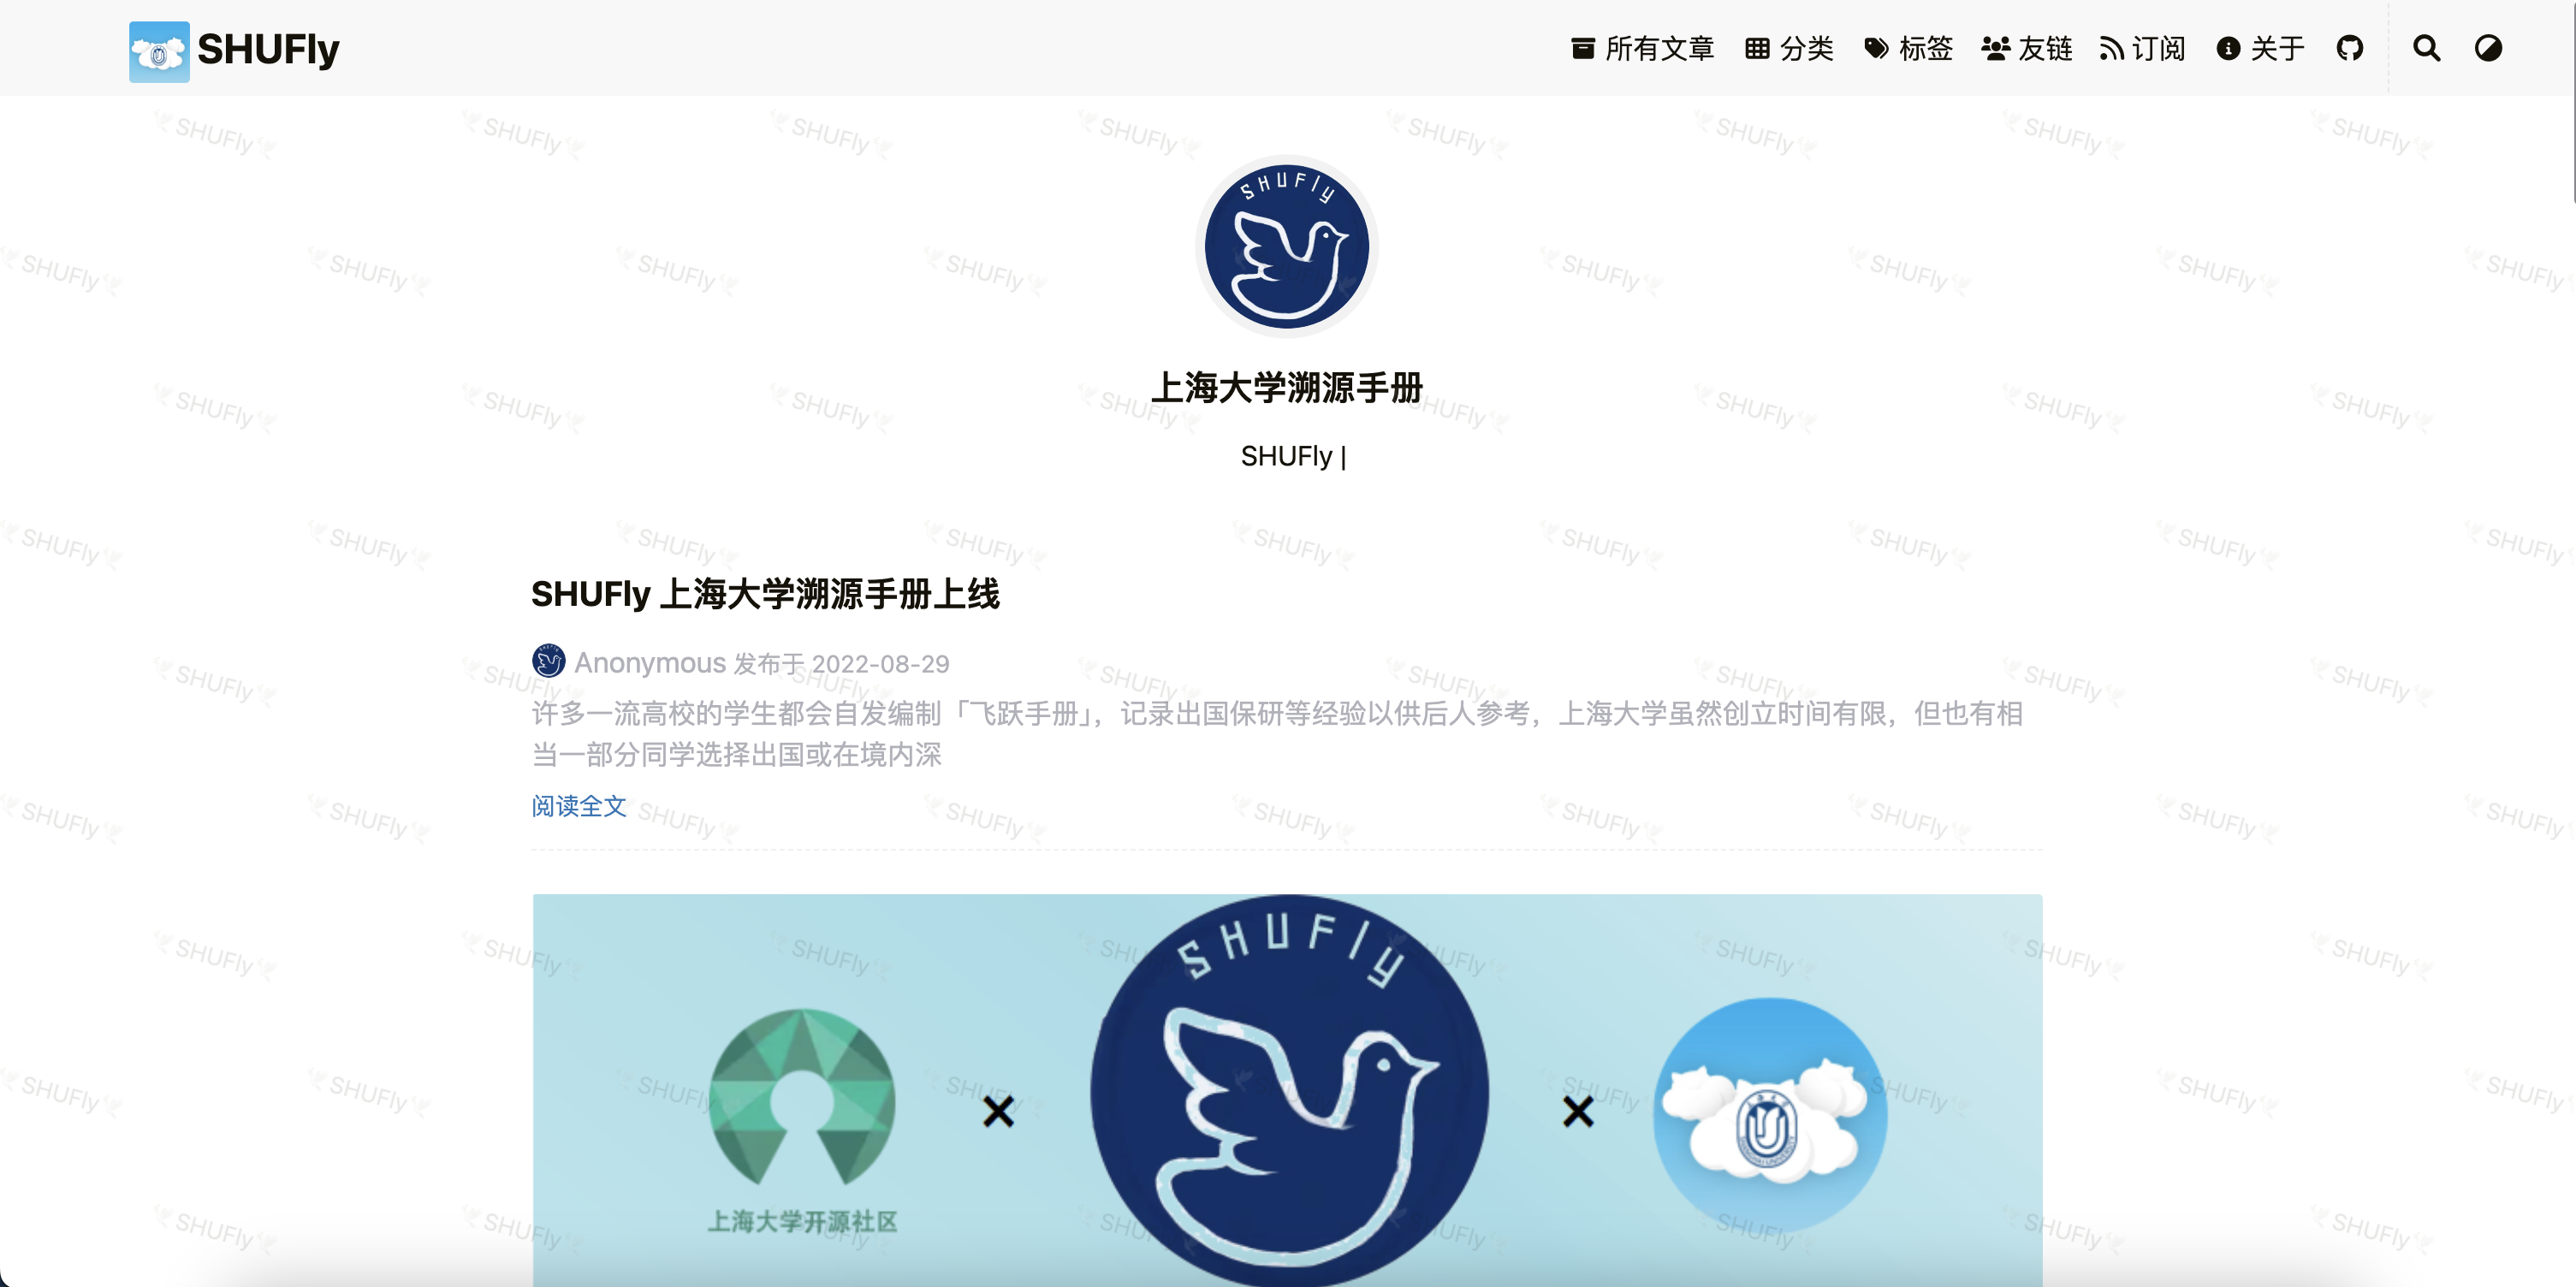 SHUFly
所有文章 分类 标签 友链 订阅 关于
SHUFly
上海大学溯源手册
SHUFly |
SHUFly 上海大学溯源手册上线
Anonymous 发布于 2022-08-29
许多一流高校的学生都会自发编制「飞跃手册」，记录出国保研等经验以供后人参考，上海大学虽然创立时间有限，但也有相
当一部分同学选择出国或在境内深
阅读全文
SHUFly
× ×
上海大学开源社区